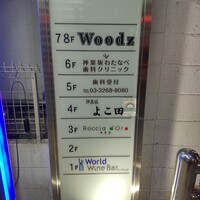 78F Woodz
6F 神楽坂わたなべ
歯科クリニック
5F 歯科受付
TEL 03-3268-8080
4F 神楽坂 よこ田
3F Roccia d'Oro
2F
1F World
Wine Bar